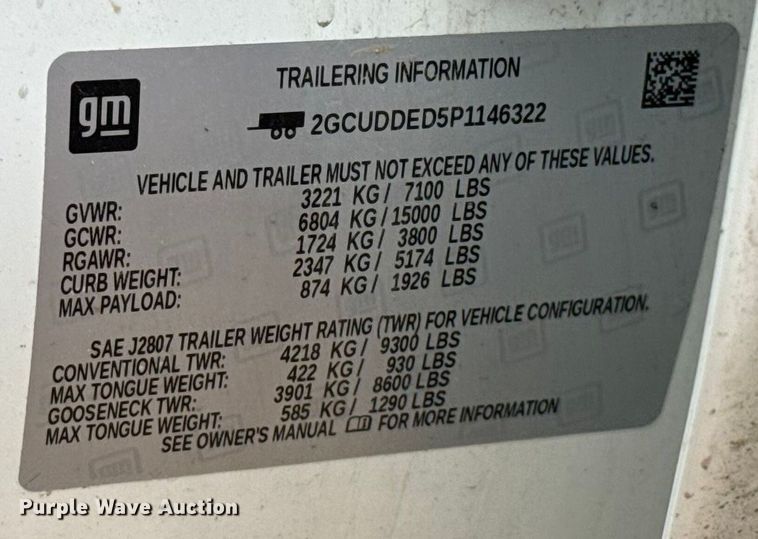 gm
TRAILERING INFORMATION
2GCUDDED5P1146322
VEHICLE AND TRAILER MUST NOT EXCEED ANY OF THESE VALUES.
GVWR: 3221 KG / 7100 LBS
GCWR: 6804 KG / 15000 LBS
RGAWR: 1724 KG / 3800 LBS
CURB WEIGHT: 2347 KG / 5174 LBS
MAX PAYLOAD: 874 KG / 1926 LBS
SAE J2807 TRAILER WEIGHT RATING (TWR) FOR VEHICLE CONFIGURATION.
CONVENTIONAL TWR: 4218 KG / 9300 LBS
MAX TONGUE WEIGHT: 422 KG / 930 LBS
GOOSENECK TWR: 3901 KG / 8600 LBS
MAX TONGUE WEIGHT: 585 KG / 1290 LBS
SEE OWNER'S MANUAL FOR MORE INFORMATION
Purple Wave Auction